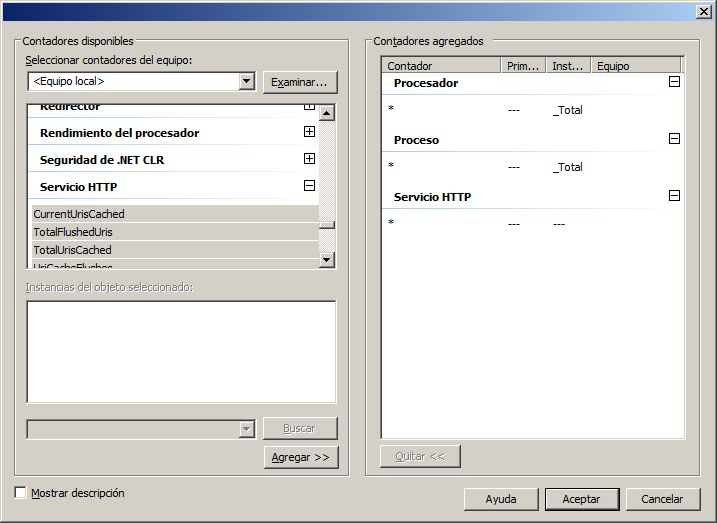 Contadores disponibles
Seleccionar contadores del equipo:
<Equipo local>
Examinar...
Redirector
Rendimiento del procesador
Seguridad de .NET CLR
Servicio HTTP
CurrentUrisCached
TotalFlushedUris
TotalUrisCached
UriCacheFlushes
Instancias del objeto seleccionado:
Buscar
Agregar >>
Mostrar descripción
Contadores agregados
Contador Prim... Inst... Equipo
Procesador
* --- _Total
Proceso
* --- _Total
Servicio HTTP
* --- ---
Quitar <<
Ayuda Aceptar Cancelar